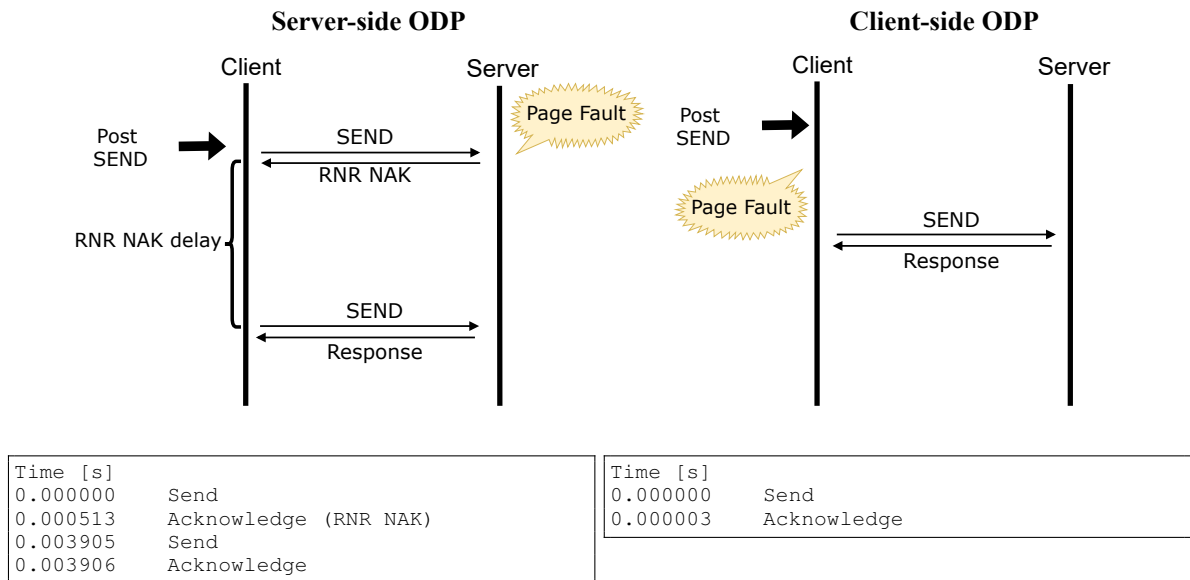 Server-side ODP
Client
Server
Page Fault
Post
SEND
SEND
RNR NAK
RNR NAK delay
SEND
Response
Client-side ODP
Client
Server
Post
SEND
Page Fault
SEND
Response
Time [s]
0.000000 Send
0.000513 Acknowledge (RNR NAK)
0.003905 Send
0.003906 Acknowledge
Time [s]
0.000000 Send
0.000003 Acknowledge